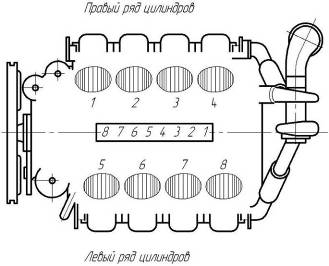 Правый ряд цилиндров
1 2 3 4
8 7 6 5 4 3 2 1
5 6 7 8
Левый ряд цилиндров